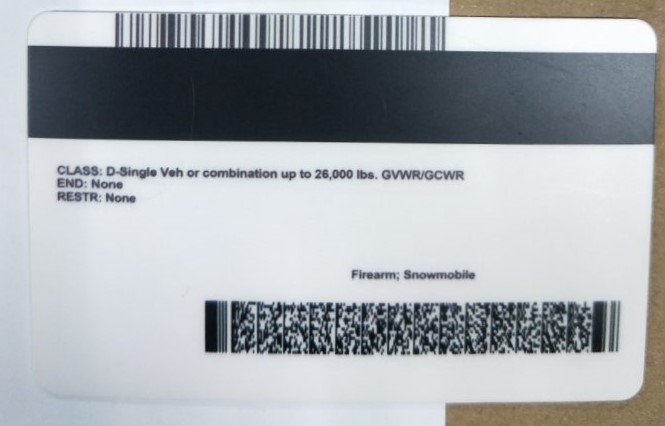 CLASS: D-Single Veh or combination up to 26,000 lbs. GVWR/GCWR
END: None
RESTR: None
Firearm; Snowmobile